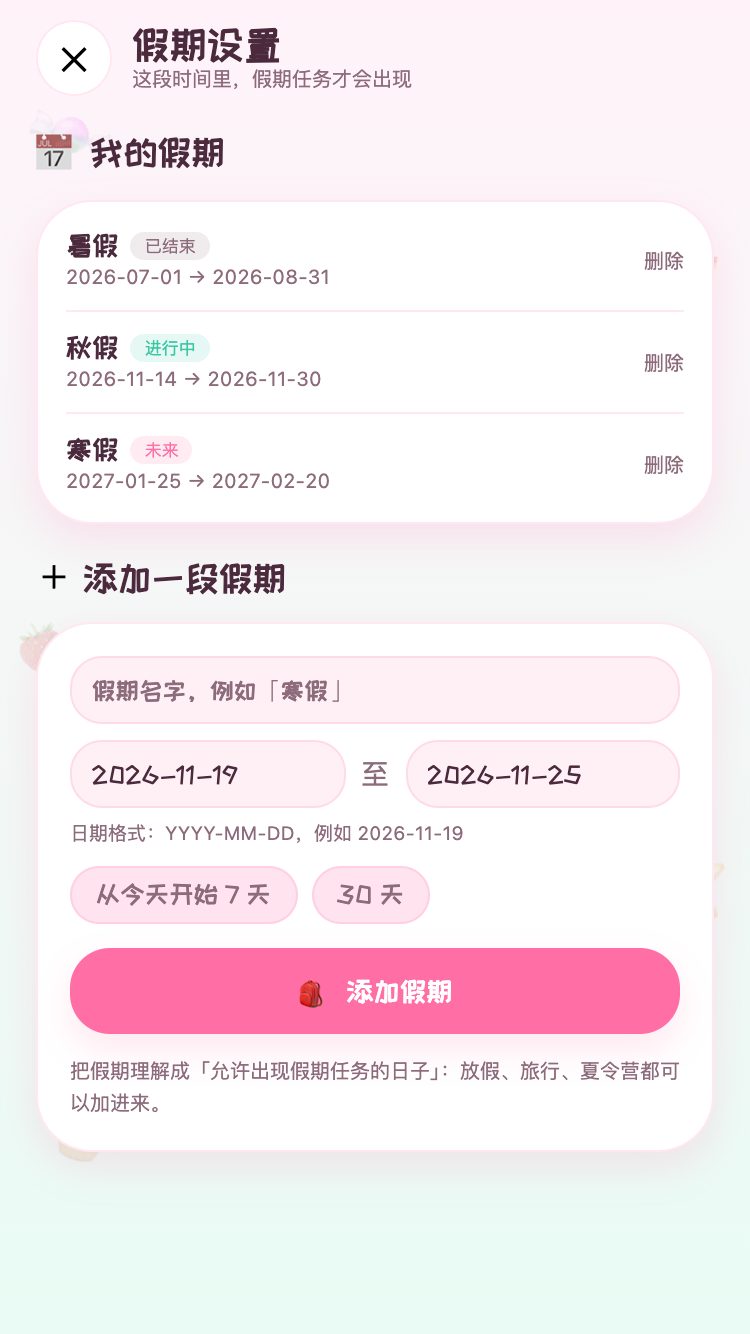 假期设置
这段时间里，假期任务才会出现
JUL
17
我的假期
暑假 已结束
2026-07-01 → 2026-08-31
删除
秋假 进行中
2026-11-14 → 2026-11-30
删除
寒假 未来
2027-01-25 → 2027-02-20
删除
添加一段假期
假期名字，例如「寒假」
2026-11-19 至 2026-11-25
日期格式：YYYY-MM-DD，例如 2026-11-19
从今天开始 7 天 30 天
添加假期
把假期理解成「允许出现假期任务的日子」：放假、旅行、夏令营都可
以加进来。